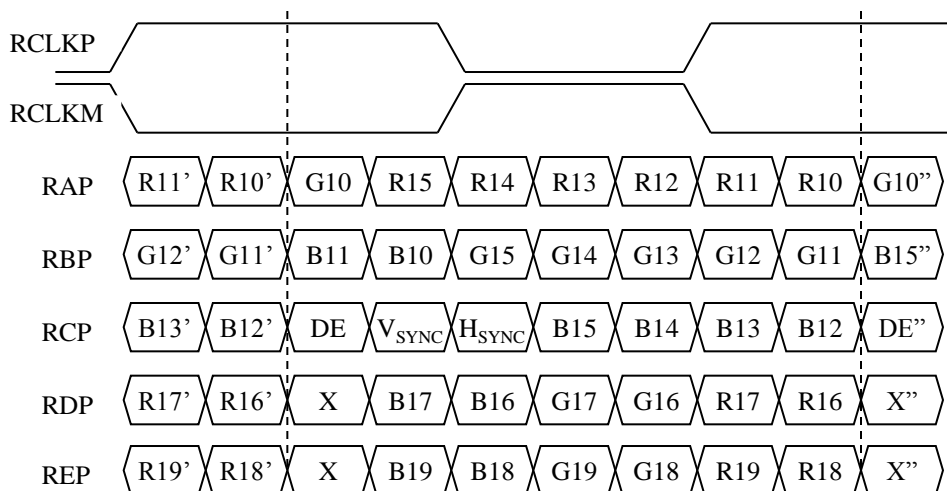 RCLKP
RCLKM
RAP R11’ R10’ G10 R15 R14 R13 R12 R11 R10 G10”
RBP G12’ G11’ B11 B10 G15 G14 G13 G12 G11 B15”
RCP B13’ B12’ DE VSYNC HSYNC B15 B14 B13 B12 DE”
RDP R17’ R16’ X B17 B16 G17 G16 R17 R16 X”
REP R19’ R18’ X B19 B18 G19 G18 R19 R18 X”